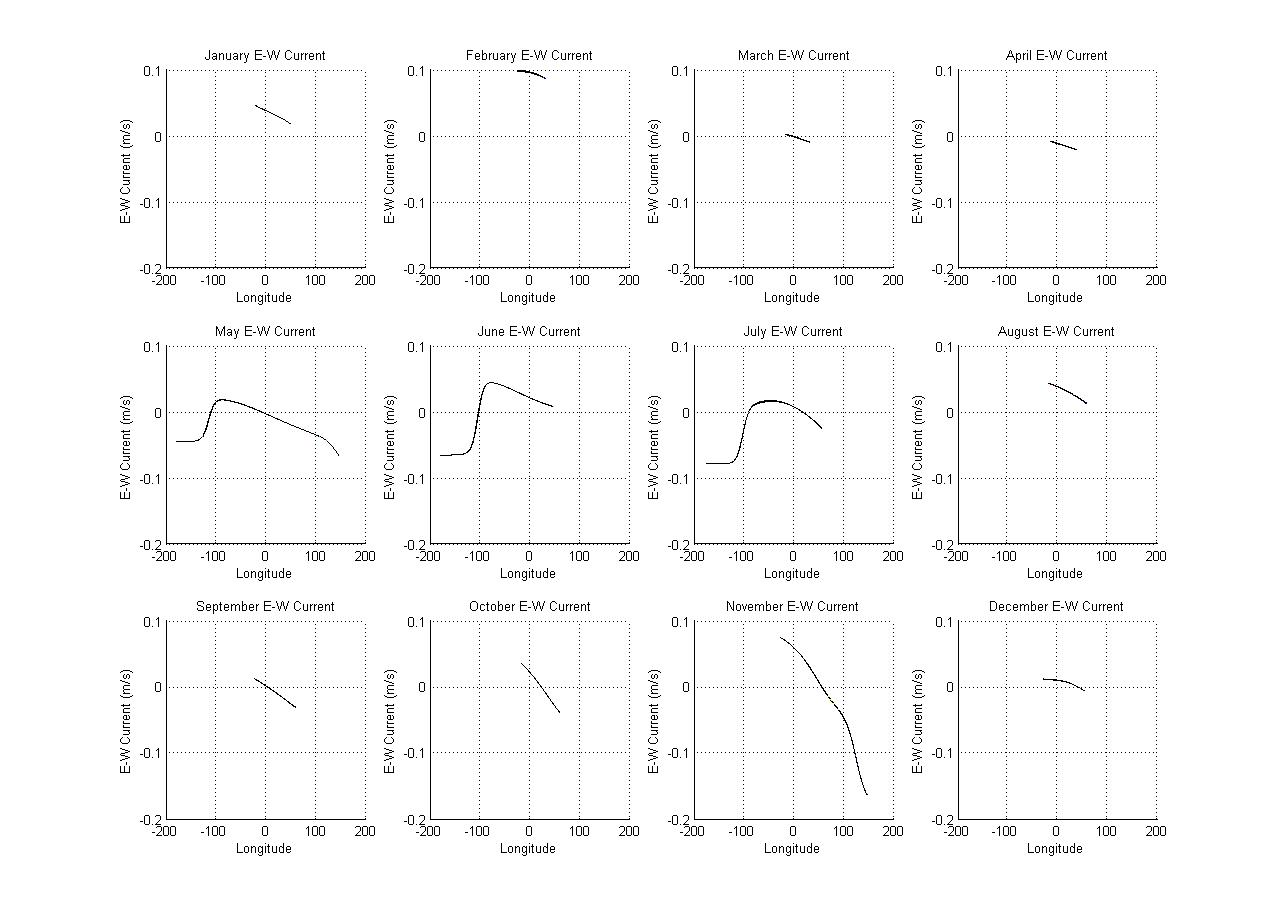 January E-W Current February E-W Current March E-W Current April E-W Current
0.1 0.1 0.1 0.1
0 0 0 0
-0.1 -0.1 -0.1 -0.1
-0.2 -0.2 -0.2 -0.2
E-W Current (m/s) E-W Current (m/s) E-W Current (m/s) E-W Current (m/s)
-200 -100 0 100 200 -200 -100 0 100 200 -200 -100 0 100 200 -200 -100 0 100 200
Longitude Longitude Longitude Longitude
May E-W Current June E-W Current July E-W Current August E-W Current
0.1 0.1 0.1 0.1
0 0 0 0
-0.1 -0.1 -0.1 -0.1
-0.2 -0.2 -0.2 -0.2
E-W Current (m/s) E-W Current (m/s) E-W Current (m/s) E-W Current (m/s)
-200 -100 0 100 200 -200 -100 0 100 200 -200 -100 0 100 200 -200 -100 0 100 200
Longitude Longitude Longitude Longitude
September E-W Current October E-W Current November E-W Current December E-W Current
0.1 0.1 0.1 0.1
0 0 0 0
-0.1 -0.1 -0.1 -0.1
-0.2 -0.2 -0.2 -0.2
E-W Current (m/s) E-W Current (m/s) E-W Current (m/s) E-W Current (m/s)
-200 -100 0 100 200 -200 -100 0 100 200 -200 -100 0 100 200 -200 -100 0 100 200
Longitude Longitude Longitude Longitude